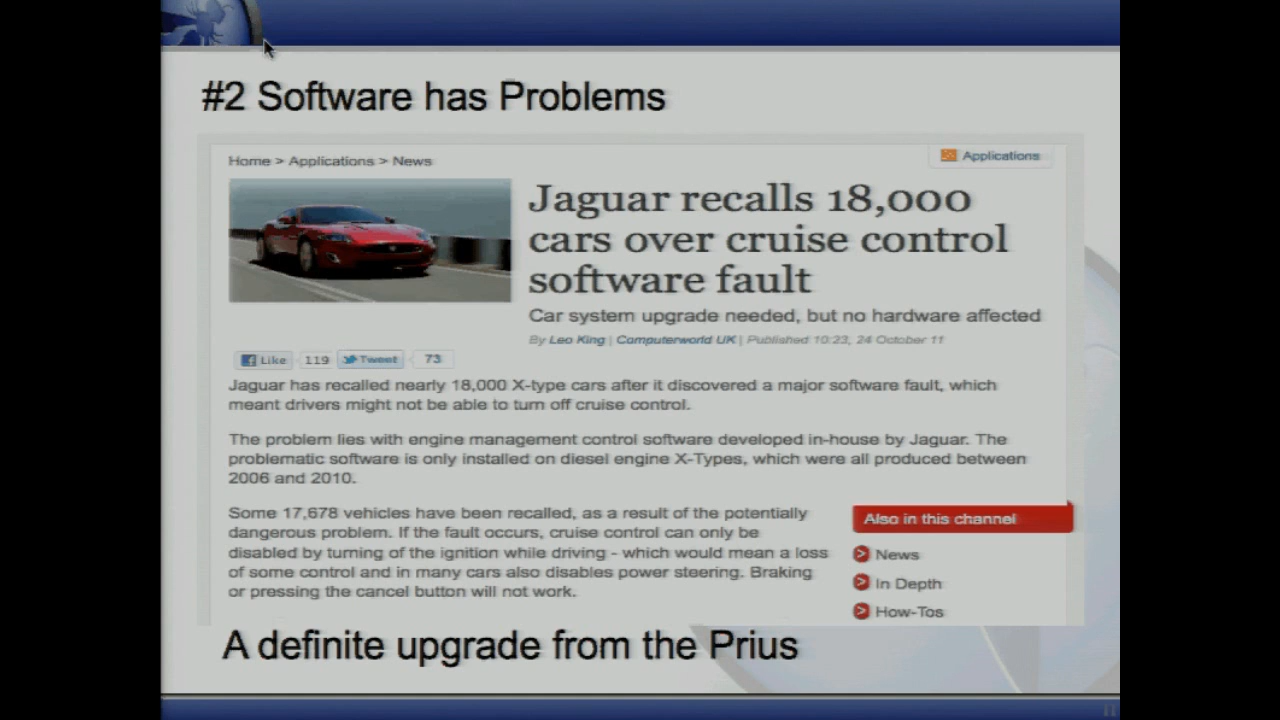 #2 Software has Problems
Home > Applications > News
Applications
Jaguar recalls 18,000
cars over cruise control
software fault
Car system upgrade needed, but no hardware affected
By Leo King | Computerworld UK | Published 10:23, 24 October 11
Like 119 Tweet 73
Jaguar has recalled nearly 18,000 X-type cars after it discovered a major software fault, which
meant drivers might not be able to turn off cruise control.
The problem lies with engine management control software developed in-house by Jaguar. The
problematic software is only installed on diesel engine X-Types, which were all produced between
2006 and 2010.
Some 17,678 vehicles have been recalled, as a result of the potentially
dangerous problem. If the fault occurs, cruise control can only be
disabled by turning of the ignition while driving - which would mean a loss
of some control and in many cars also disables power steering. Braking
or pressing the cancel button will not work.
Also in this channel
News
In Depth
How-Tos
A definite upgrade from the Prius